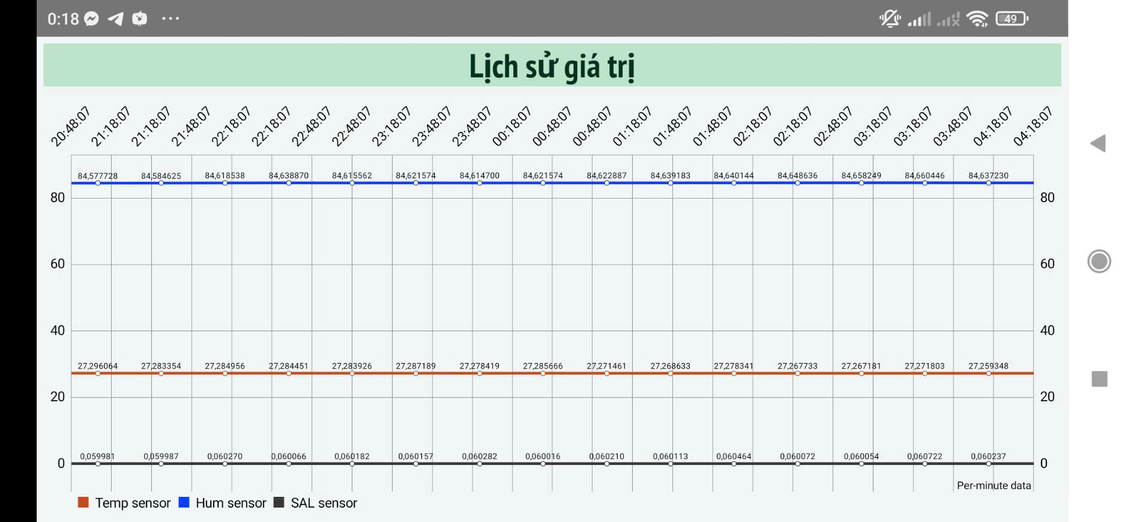 0:18
49
Lịch sử giá trị
20:48:07 21:18:07 21:18:07 21:48:07 22:18:07 22:18:07 22:48:07 22:48:07 23:18:07 23:48:07 23:48:07 00:18:07 00:48:07 00:48:07 01:18:07 01:48:07 01:48:07 02:18:07 02:18:07 02:48:07 03:18:07 03:18:07 03:48:07 04:18:07 04:18:07
84,577728 84,584625 84,618538 84,638870 84,615562 84,621574 84,614700 84,621574 84,622887 84,639183 84,640144 84,648636 84,658249 84,660446 84,637230
80 80
60 60
40 40
27,296064 27,283354 27,284956 27,284451 27,283926 27,287189 27,278419 27,285666 27,271461 27,268633 27,278341 27,267733 27,267181 27,271803 27,259348
20 20
0,059981 0,059987 0,060270 0,060066 0,060182 0,060157 0,060282 0,060016 0,060210 0,060113 0,060464 0,060072 0,060054 0,060722 0,060237
0 0
Per-minute data
Temp sensor Hum sensor SAL sensor